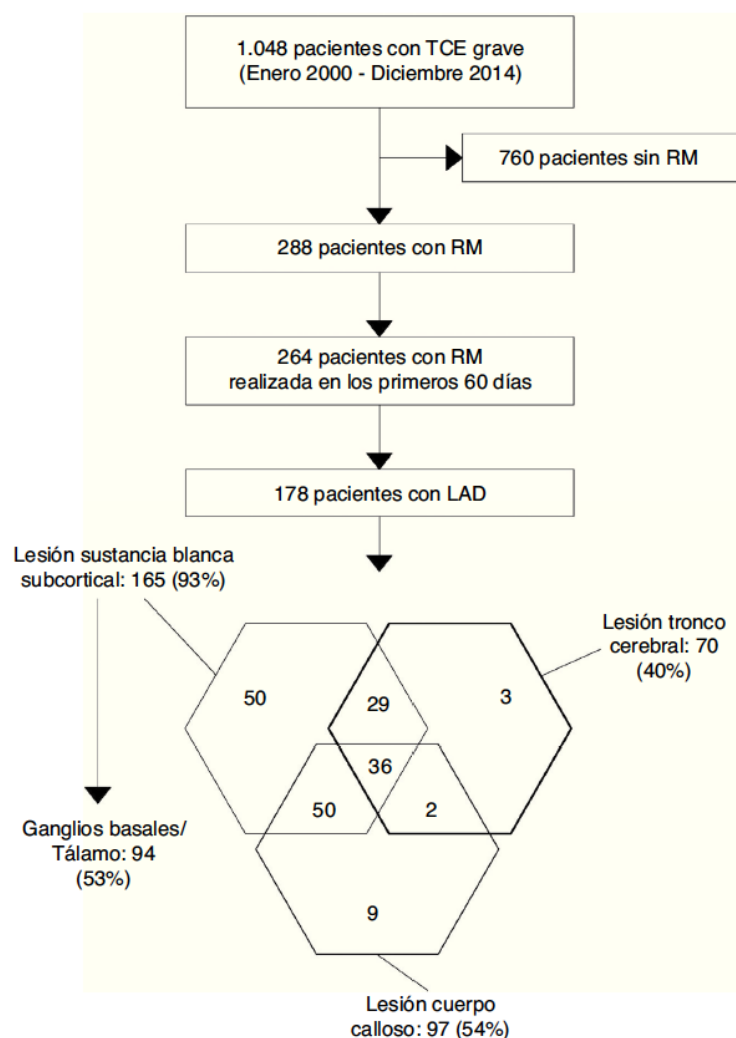 1.048 pacientes con TCE grave
(Enero 2000 - Diciembre 2014)
760 pacientes sin RM
288 pacientes con RM
264 pacientes con RM
realizada en los primeros 60 días
178 pacientes con LAD
Lesión sustancia blanca
subcortical: 165 (93%)
Lesión tronco
cerebral: 70
(40%)
50
29
3
36
50
2
Ganglios basales/
Tálamo: 94
(53%)
9
Lesión cuerpo
calloso: 97 (54%)